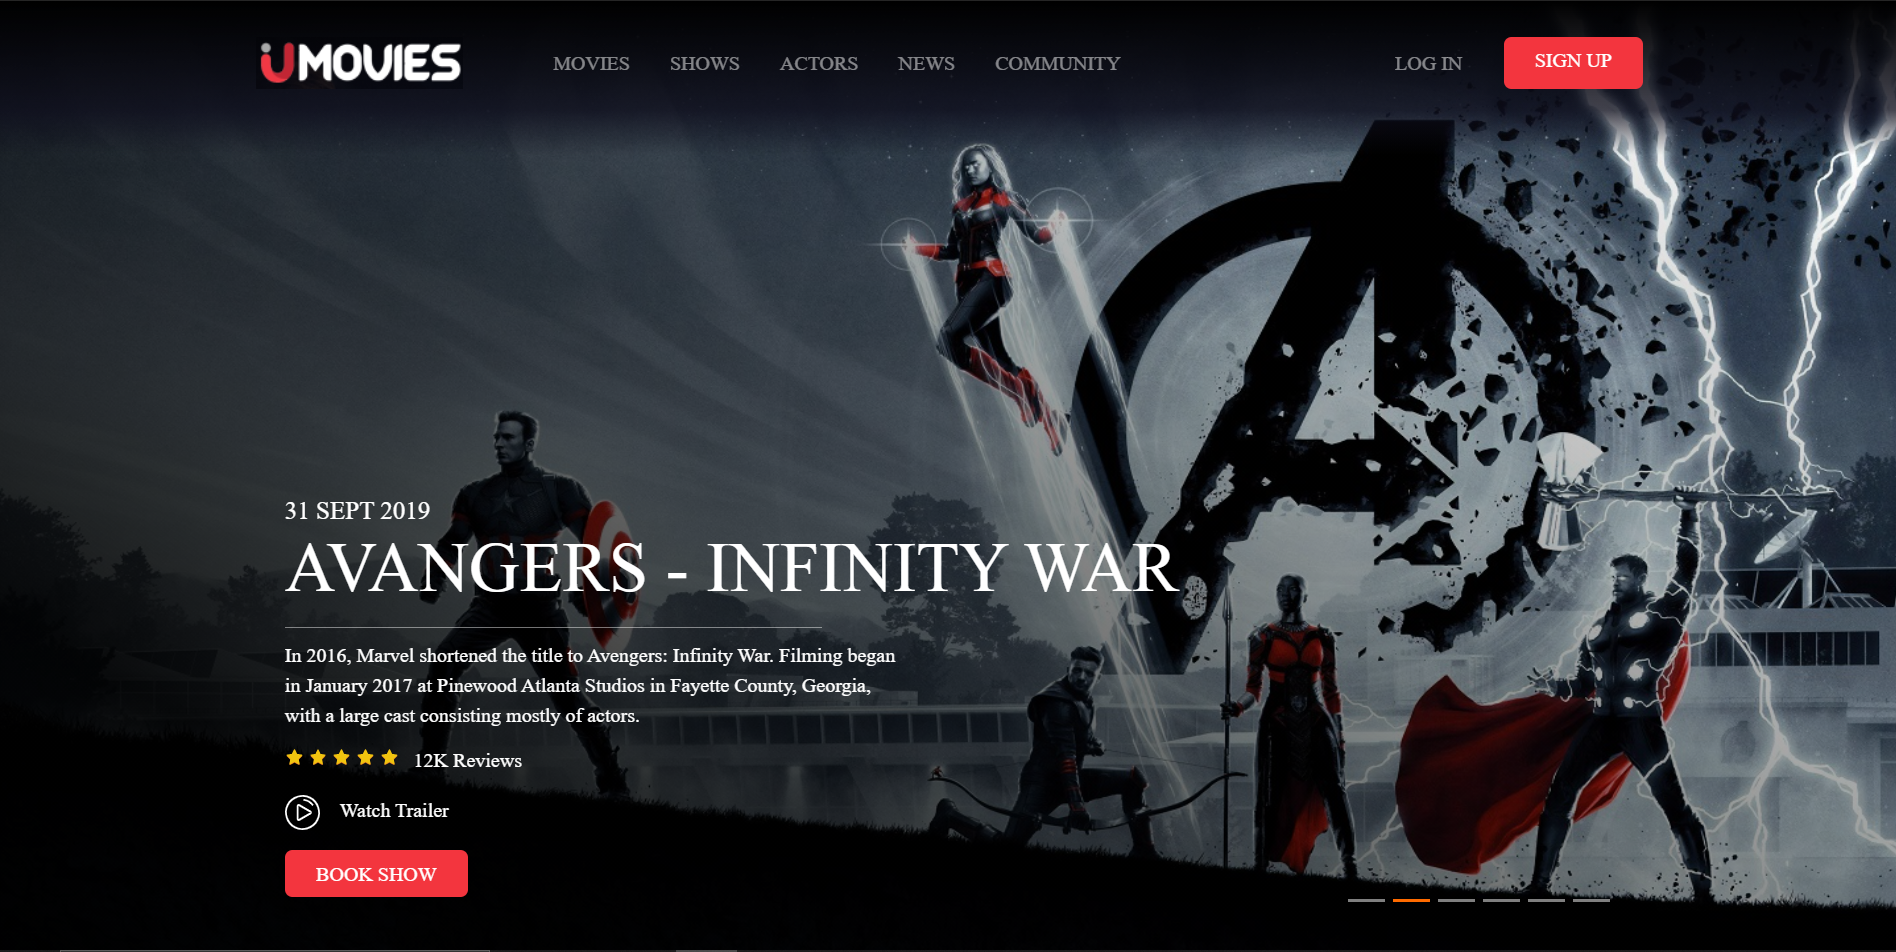 UMOVIES
MOVIES SHOWS ACTORS NEWS COMMUNITY LOG IN SIGN UP
31 SEPT 2019
AVANGERS - INFINITY WAR
In 2016, Marvel shortened the title to Avengers: Infinity War. Filming began
in January 2017 at Pinewood Atlanta Studios in Fayette County, Georgia,
with a large cast consisting mostly of actors.
12K Reviews
Watch Trailer
BOOK SHOW